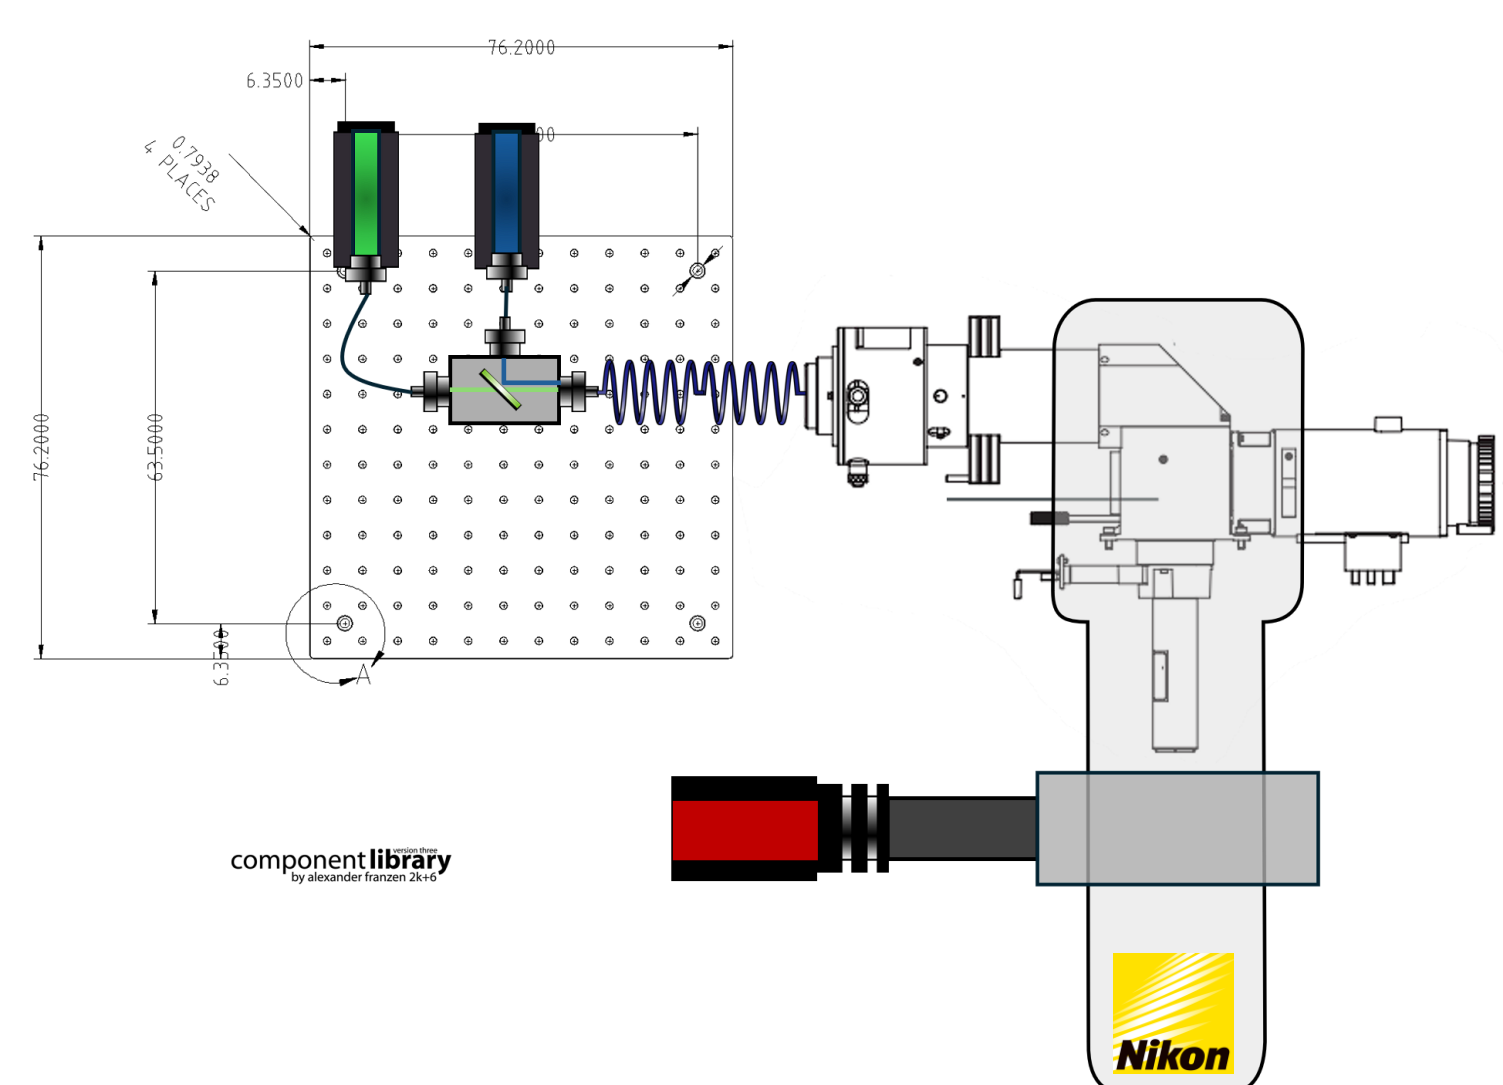 76.2000
6.3500
00
0.7938
4 PLACES
76.2000
63.5000
6.3500
A
version three
component library
by alexander franzen 2k+6
Nikon